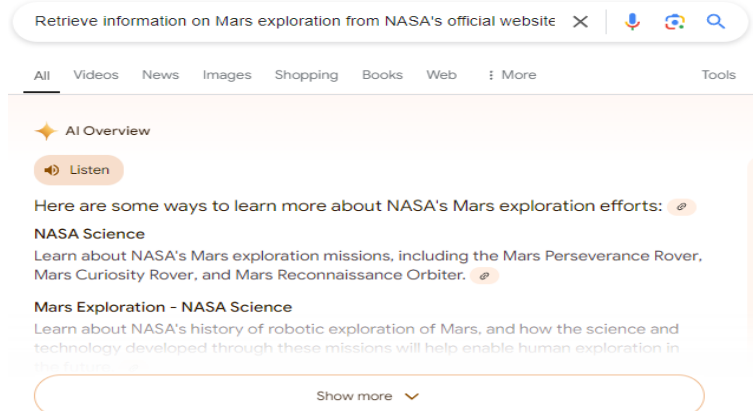 Retrieve information on Mars exploration from NASA's official website
All Videos News Images Shopping Books Web More Tools
AI Overview
Listen
Here are some ways to learn more about NASA's Mars exploration efforts:
NASA Science
Learn about NASA's Mars exploration missions, including the Mars Perseverance Rover,
Mars Curiosity Rover, and Mars Reconnaissance Orbiter.
Mars Exploration - NASA Science
Learn about NASA's history of robotic exploration of Mars, and how the science and
technology developed through these missions will help enable human exploration in
the future.
Show more